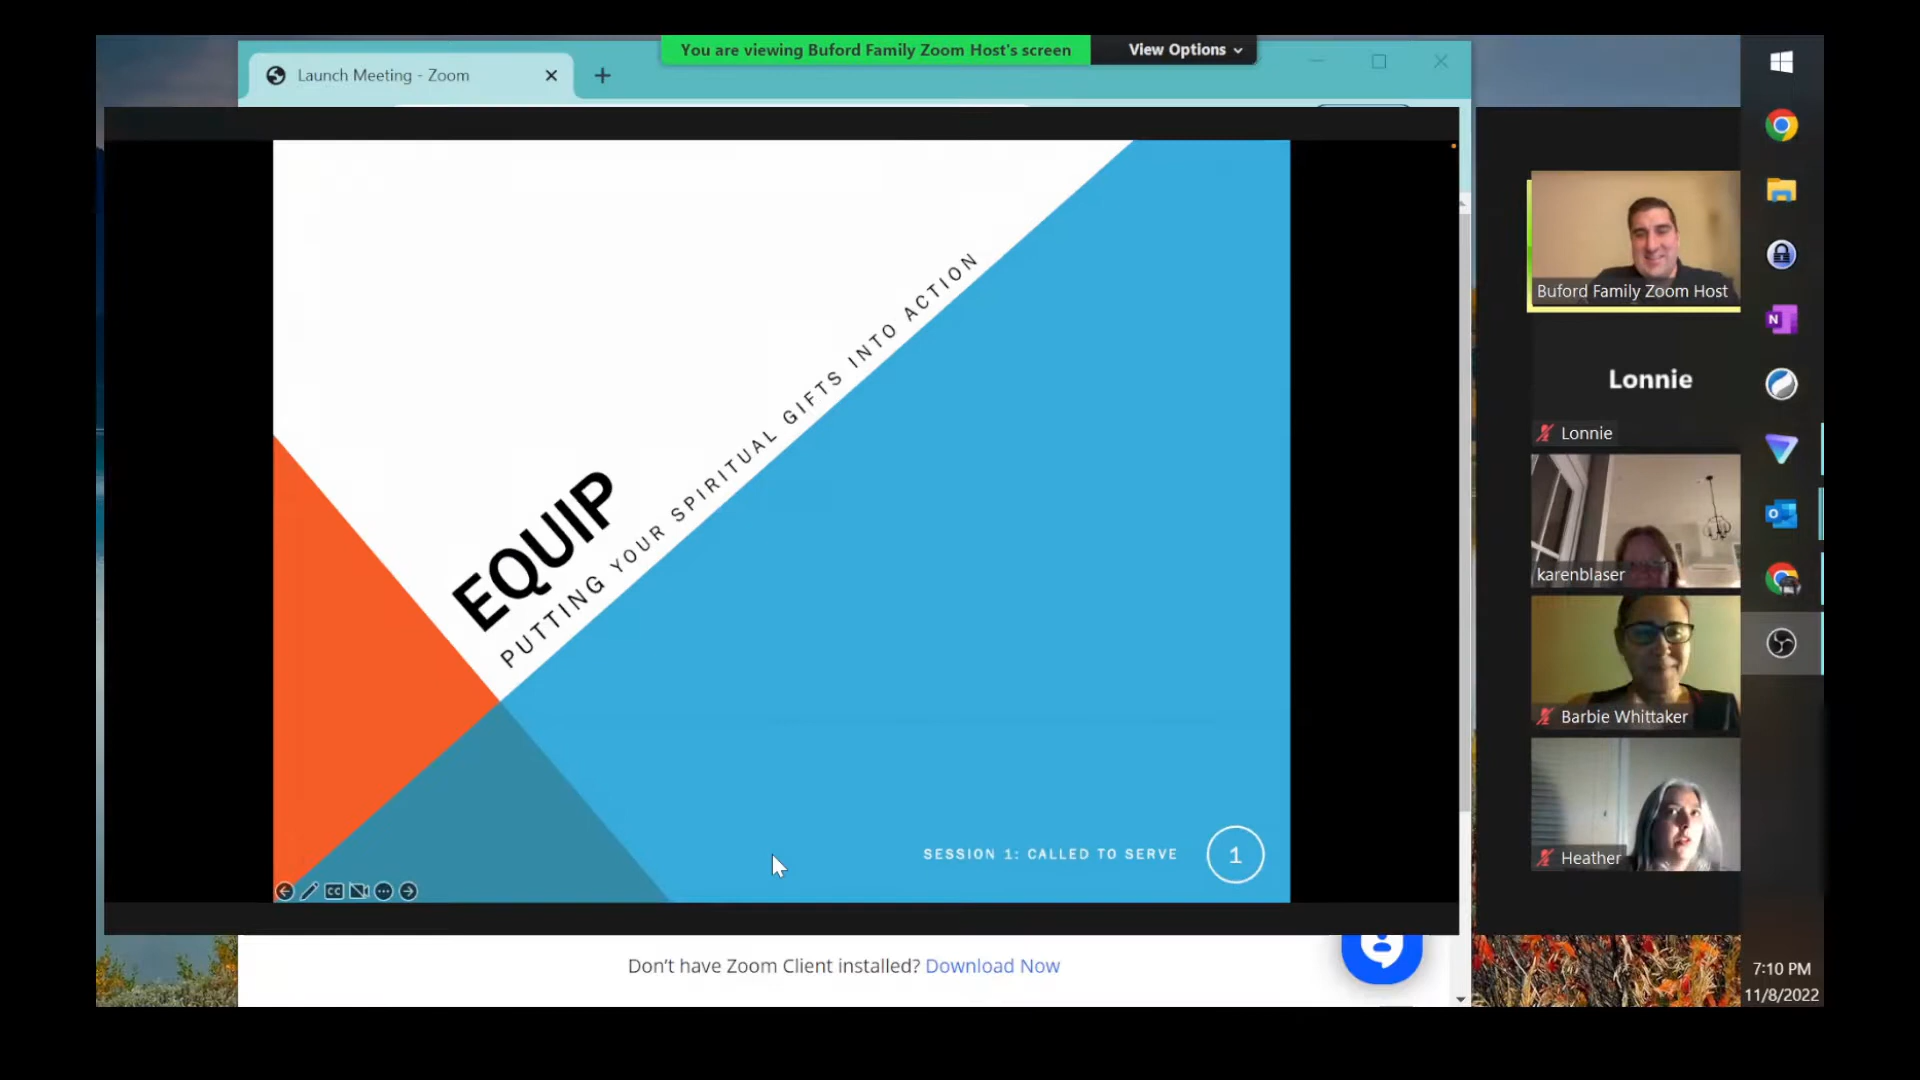 You are viewing Buford Family Zoom Host's screen
View Options
Launch Meeting - Zoom
EQUIP
PUTTING YOUR SPIRITUAL GIFTS INTO ACTION
SESSION 1: CALLED TO SERVE
1
CC
Buford Family Zoom Host
Lonnie
Lonnie
karenblaser
Barbie Whittaker
Heather
N
Don't have Zoom Client installed? Download Now
7:10 PM
11/8/2022